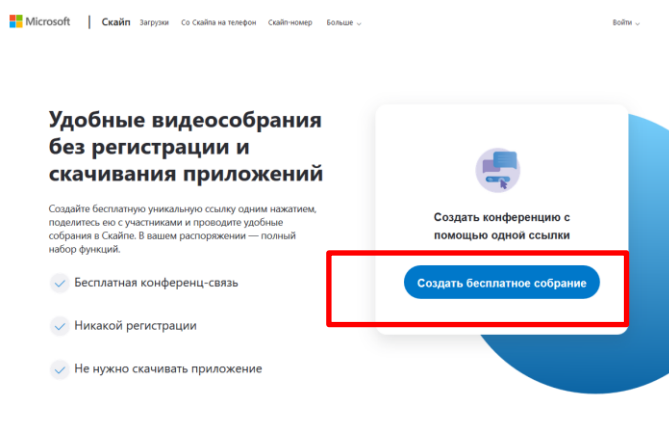 Microsoft | Скайп Загрузки Со Скайпа на телефон Скайп-номер Больше Войти
Удобные видеособрания
без регистрации и
скачивания приложений
Создайте бесплатную уникальную ссылку одним нажатием,
поделитесь ею с участниками и проводите удобные
собрания в Скайпе. В вашем распоряжении — полный
набор функций.
Бесплатная конференц-связь
Никакой регистрации
Не нужно скачивать приложение
Создать конференцию с
помощью одной ссылки
Создать бесплатное собрание